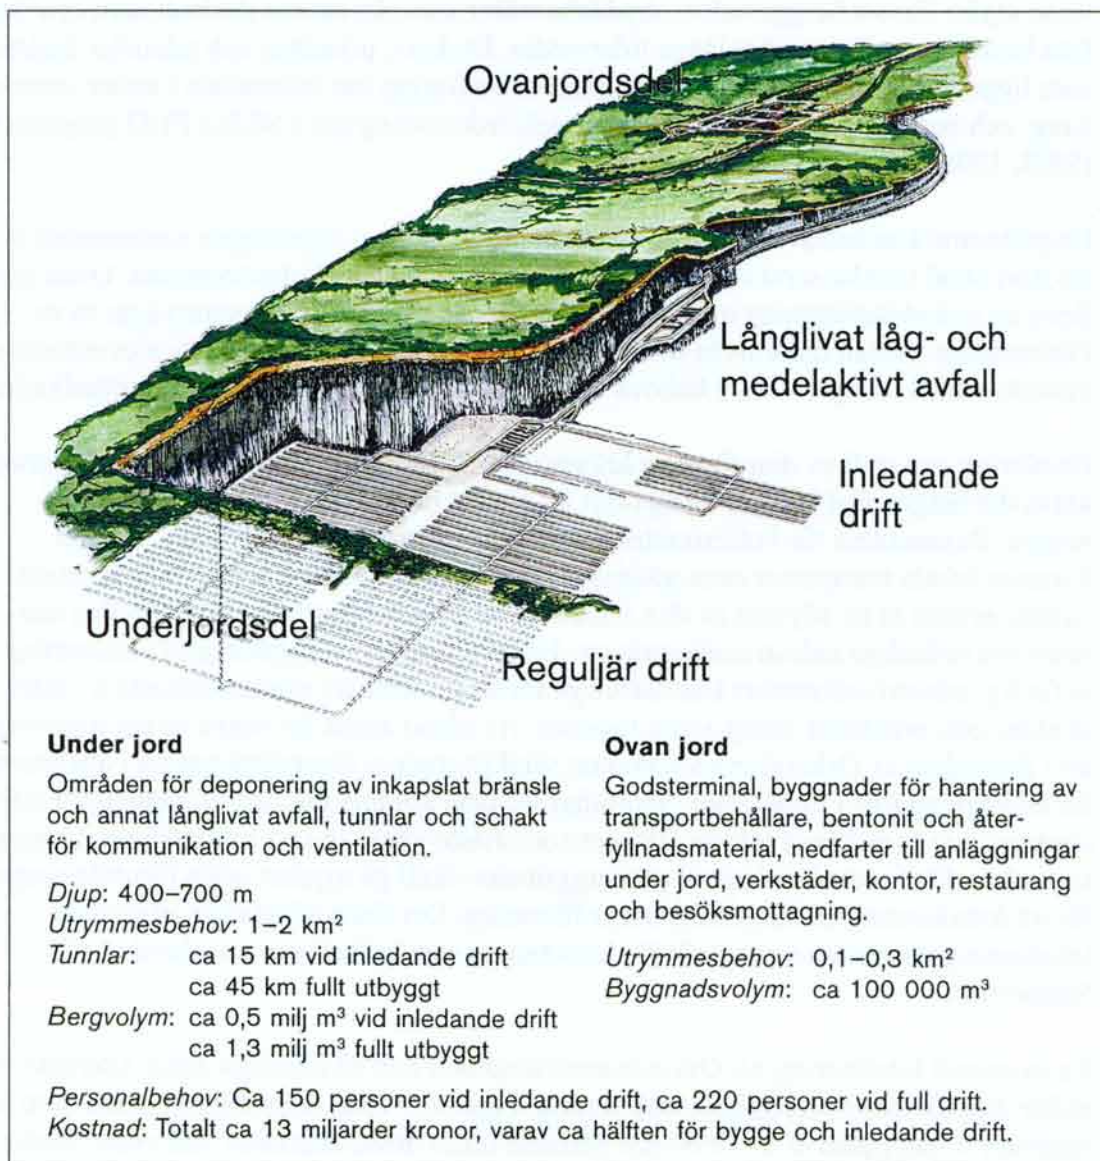 Ovanjordsdel
Långlivat låg- och
medelaktivt avfall
Inledande
drift
Underjordsdel
Reguljär drift
Under jord
Områden för deponering av inkapslat bränsle
och annat långlivat avfall, tunnlar och schakt
för kommunikation och ventilation.
Djup: 400–700 m
Utrymmesbehov: 1–2 km²
Tunnlar: ca 15 km vid inledande drift
ca 45 km fullt utbyggt
Bergvolym: ca 0,5 milj m³ vid inledande drift
ca 1,3 milj m³ fullt utbyggt
Ovan jord
Godsterminal, byggnader för hantering av
transportbehållare, bentonit och åter-
fyllnadsmaterial, nedfarter till anläggningar
under jord, verkstäder, kontor, restaurang
och besöksmottagning.
Utrymmesbehov: 0,1–0,3 km²
Byggnadsvolym: ca 100 000 m³
Personalbehov: Ca 150 personer vid inledande drift, ca 220 personer vid full drift.
Kostnad: Totalt ca 13 miljarder kronor, varav ca hälften för bygge och inledande drift.